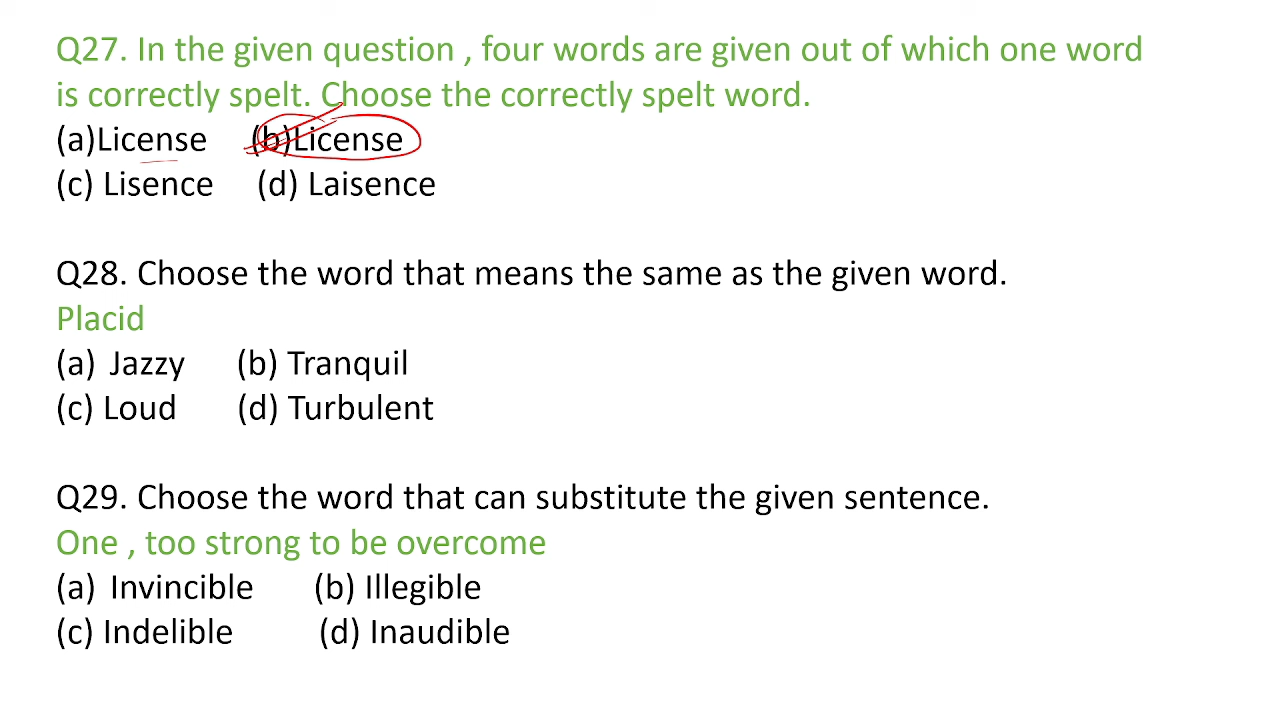 Q27. In the given question , four words are given out of which one word
is correctly spelt. Choose the correctly spelt word.
(a)License (b)License
(c) Lisence (d) Laisence
Q28. Choose the word that means the same as the given word.
Placid
(a) Jazzy (b) Tranquil
(c) Loud (d) Turbulent
Q29. Choose the word that can substitute the given sentence.
One , too strong to be overcome
(a) Invincible (b) Illegible
(c) Indelible (d) Inaudible